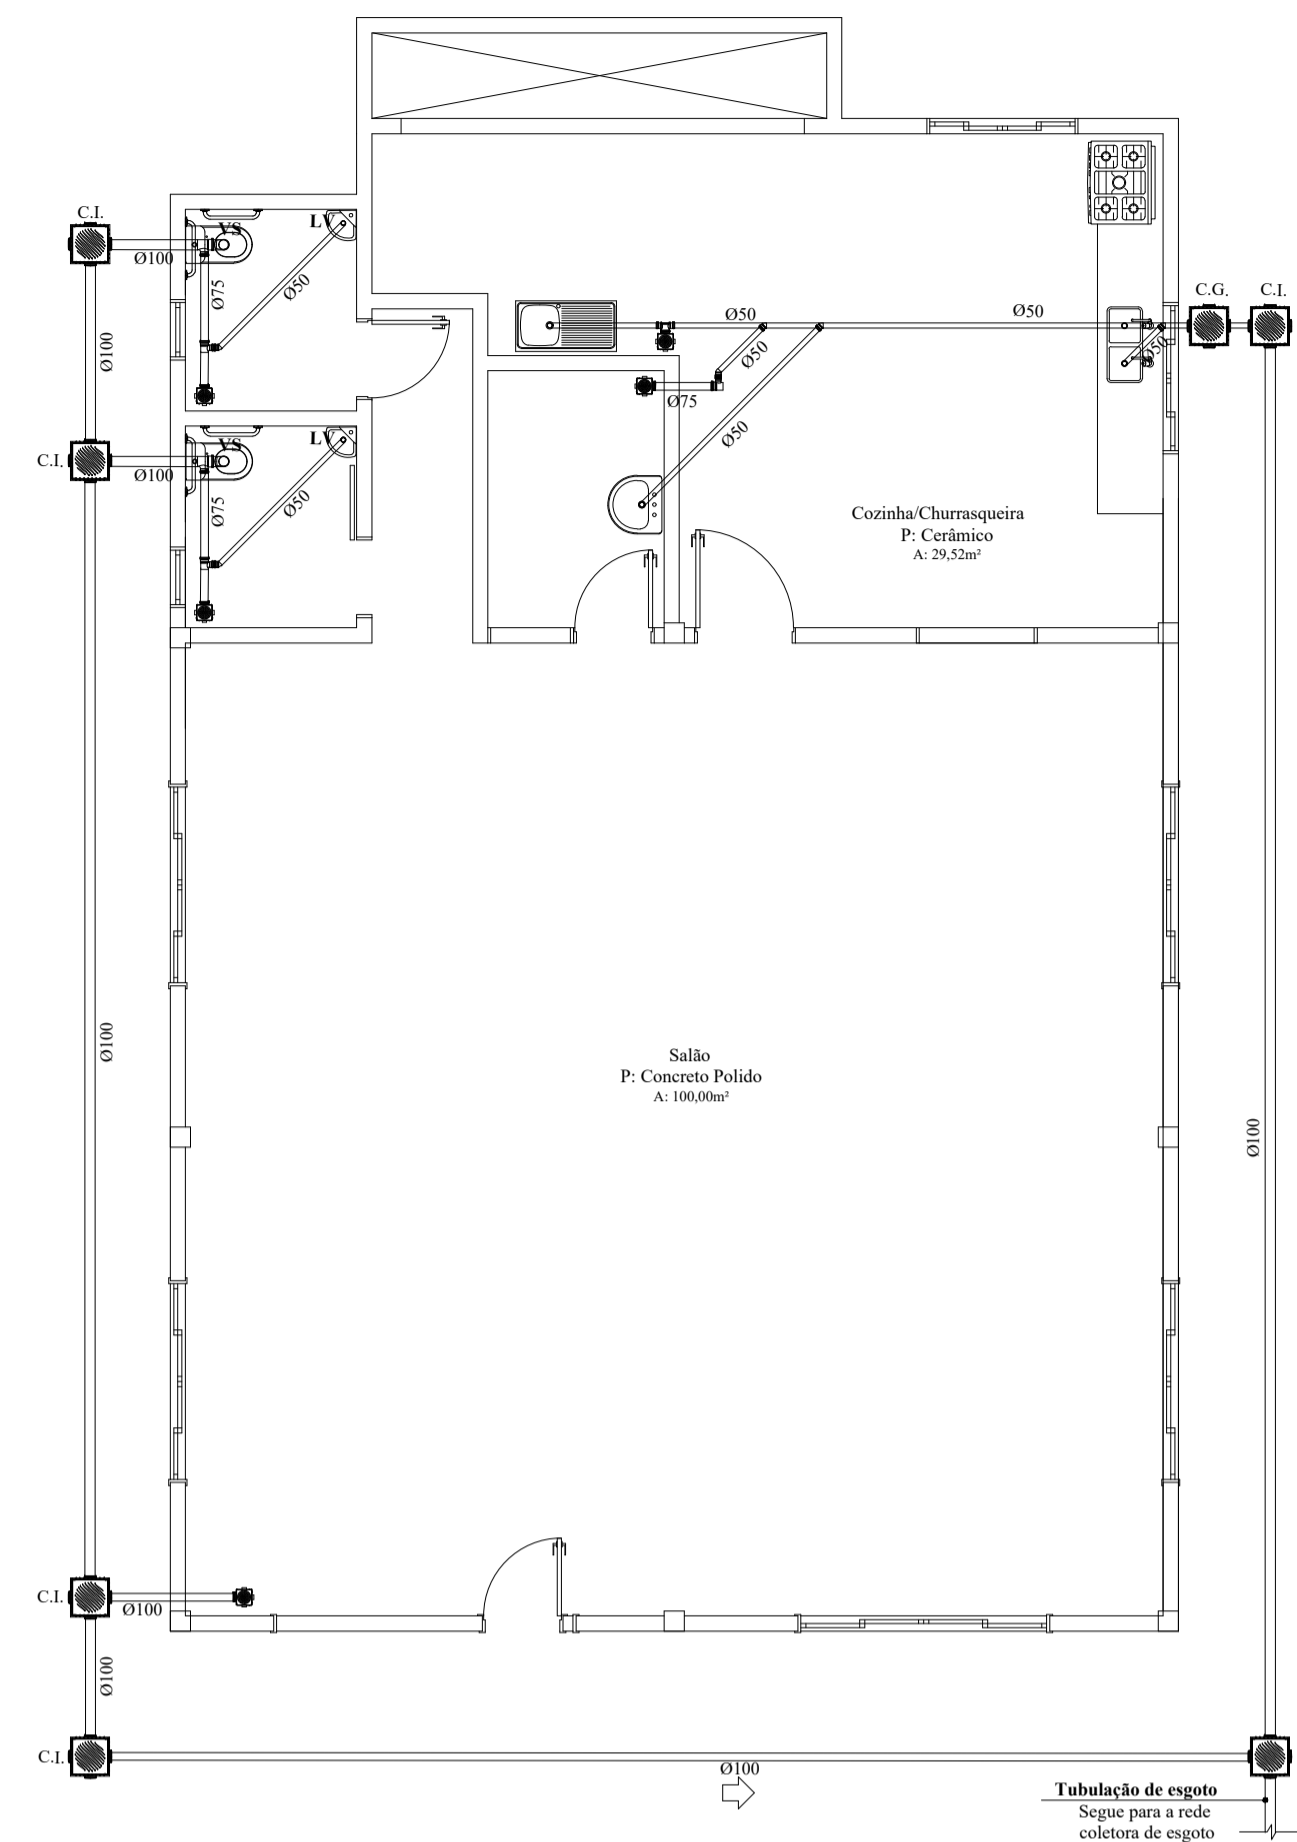 C.I.
VS
LV
Ø100
Ø75
Ø50
Ø100
C.G.
C.I.
Ø50
Ø50
Ø50
Ø50
Ø75
Ø50
C.I.
VS
LV
Ø100
Ø75
Ø50
Cozinha/Churrasqueira
P: Cerâmico
A: 29,52m²
Ø100
Salão
P: Concreto Polido
A: 100,00m²
Ø100
C.I.
Ø100
Ø100
C.I.
Ø100
Tubulação de esgoto
Segue para a rede
coletora de esgoto